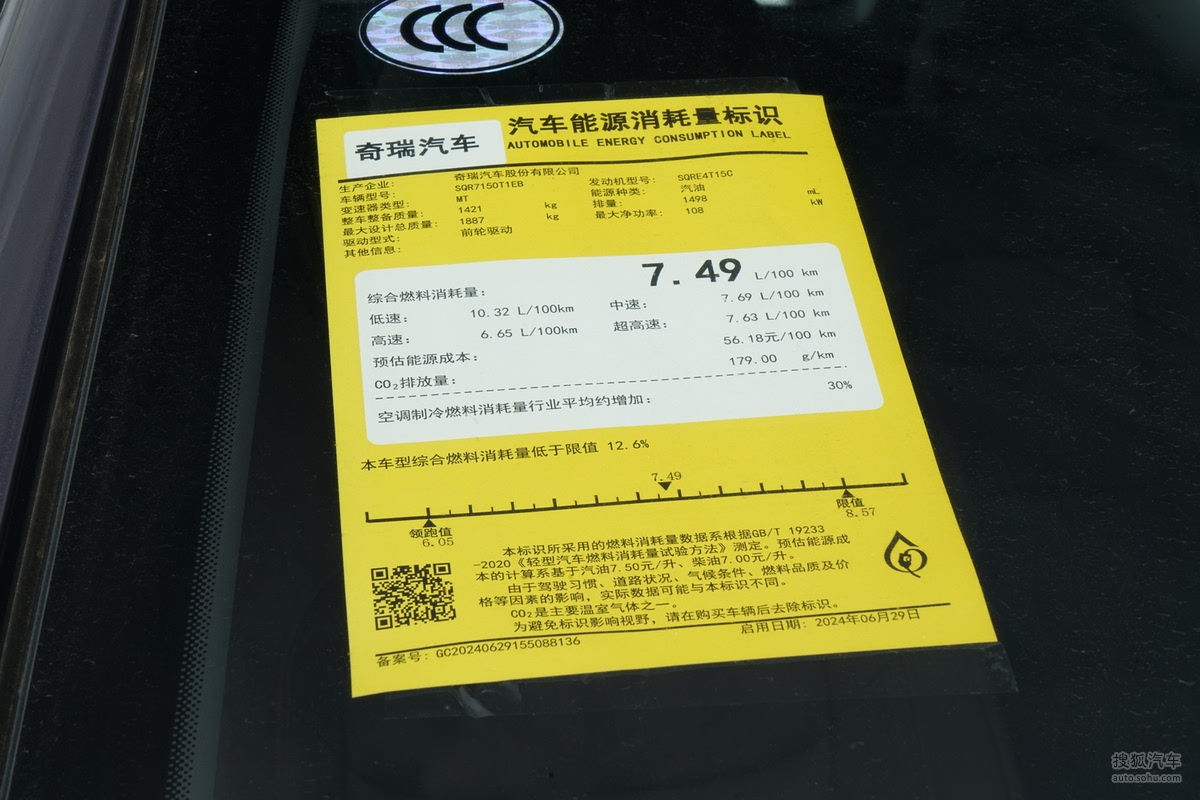 CCC
奇瑞汽车
汽车能源消耗量标识
AUTOMOBILE ENERGY CONSUMPTION LABEL
生产企业： 奇瑞汽车股份有限公司
车辆型号： SQR7150T1EB 发动机型号： SQRE4T15C
变速器类型： MT 能源种类： 汽油
整车整备质量： 1421 kg 排量： 1498 mL
最大设计总质量： 1887 kg 最大净功率： 108 kW
驱动型式： 前轮驱动
其他信息：
综合燃料消耗量： 7.49 L/100 km
低速： 10.32 L/100km 中速： 7.69 L/100 km
高速： 6.65 L/100km 超高速： 7.63 L/100 km
预估能源成本： 56.18元/100 km
CO₂排放量： 179.00 g/km
空调制冷燃料消耗量行业平均约增加： 30%
本车型综合燃料消耗量低于限值 12.6%
7.49
领跑值 限值
6.05 8.57
本标识所采用的燃料消耗量数据系根据GB/T 19233
-2020《轻型汽车燃料消耗量试验方法》测定。预估能源成
本的计算系基于汽油7.50元/升、柴油7.00元/升。
由于驾驶习惯、道路状况、气候条件、燃料品质及价
格等因素的影响，实际数据可能与本标识不同。
CO₂是主要温室气体之一。
为避免标识影响视野，请在购买车辆后去除标识。
备案号：GC20240629155088136 启用日期：2024年06月29日
搜狐汽车
auto.sohu.com